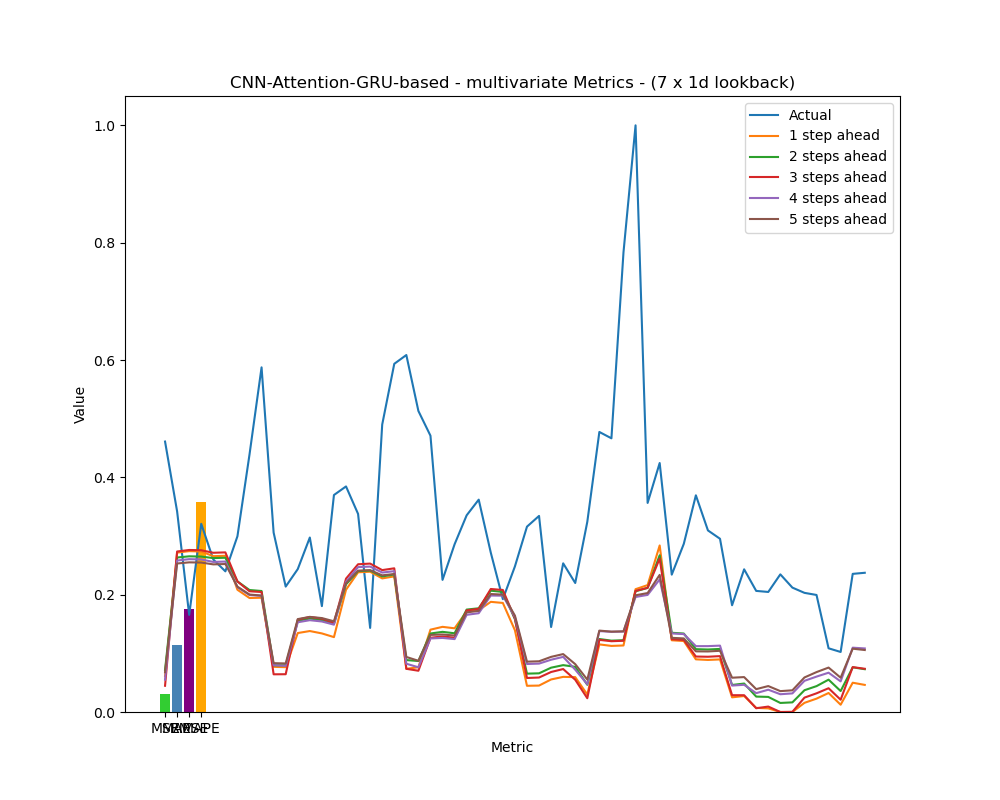 CNN-Attention-GRU-based - multivariate Metrics - (7 x 1d lookback)
Actual
1 step ahead
2 steps ahead
3 steps ahead
4 steps ahead
5 steps ahead
1.0
0.8
0.6
0.4
0.2
0.0
Value
Metric